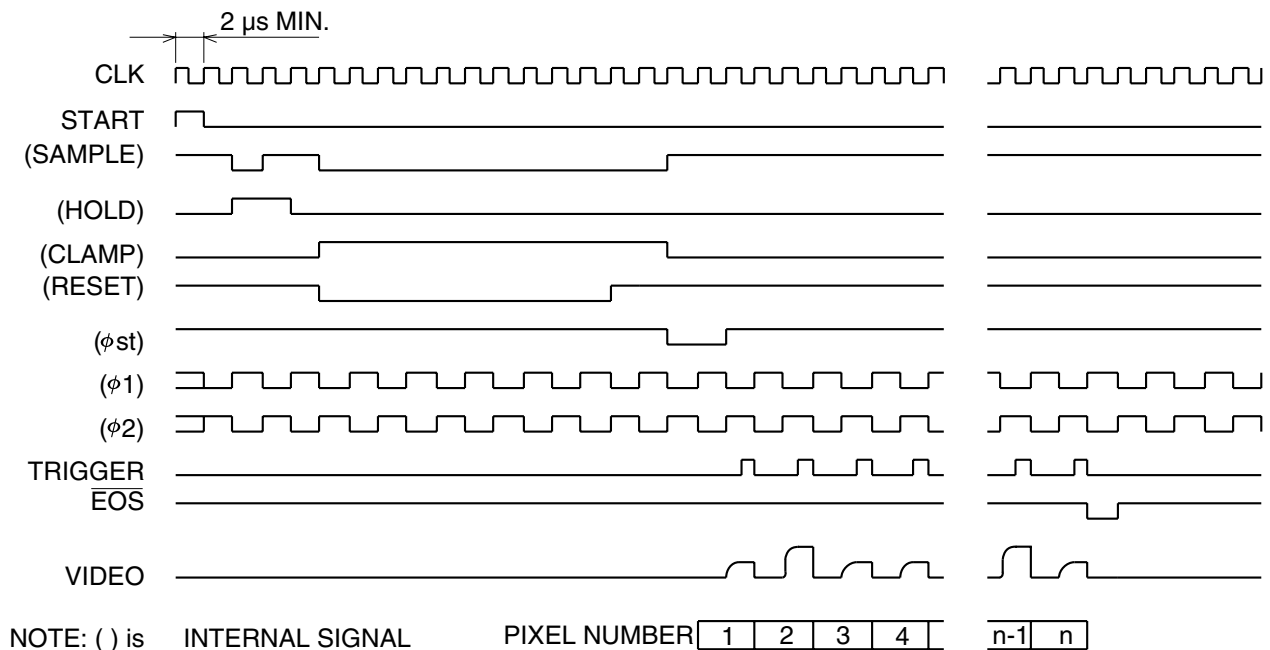 2 µs MIN.
CLK
START
(SAMPLE)
(HOLD)
(CLAMP)
(RESET)
(ϕst)
(ϕ1)
(ϕ2)
TRIGGER
E̅O̅S̅
VIDEO
NOTE: ( ) is INTERNAL SIGNAL PIXEL NUMBER 1 2 3 4 n-1 n